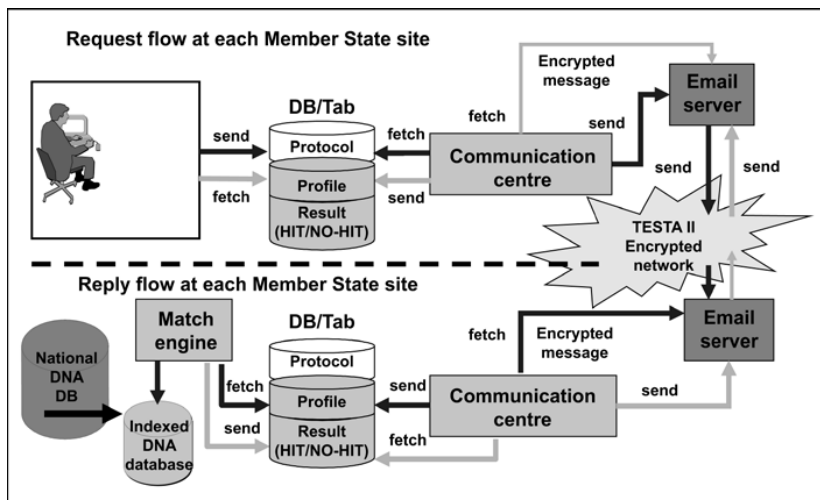 Request flow at each Member State site
Encrypted
message
Email
server
DB/Tab
send
fetch
fetch
send
Protocol
Communication
centre
Profile
fetch
send
send
send
Result
(HIT/NO-HIT)
TESTA II
Encrypted
network
Reply flow at each Member State site
DB/Tab
Match
engine
fetch
Encrypted
message
Email
server
National
DNA
DB
Protocol
fetch
send
Profile
Communication
centre
send
Indexed
DNA
database
send
Result
(HIT/NO-HIT)
fetch